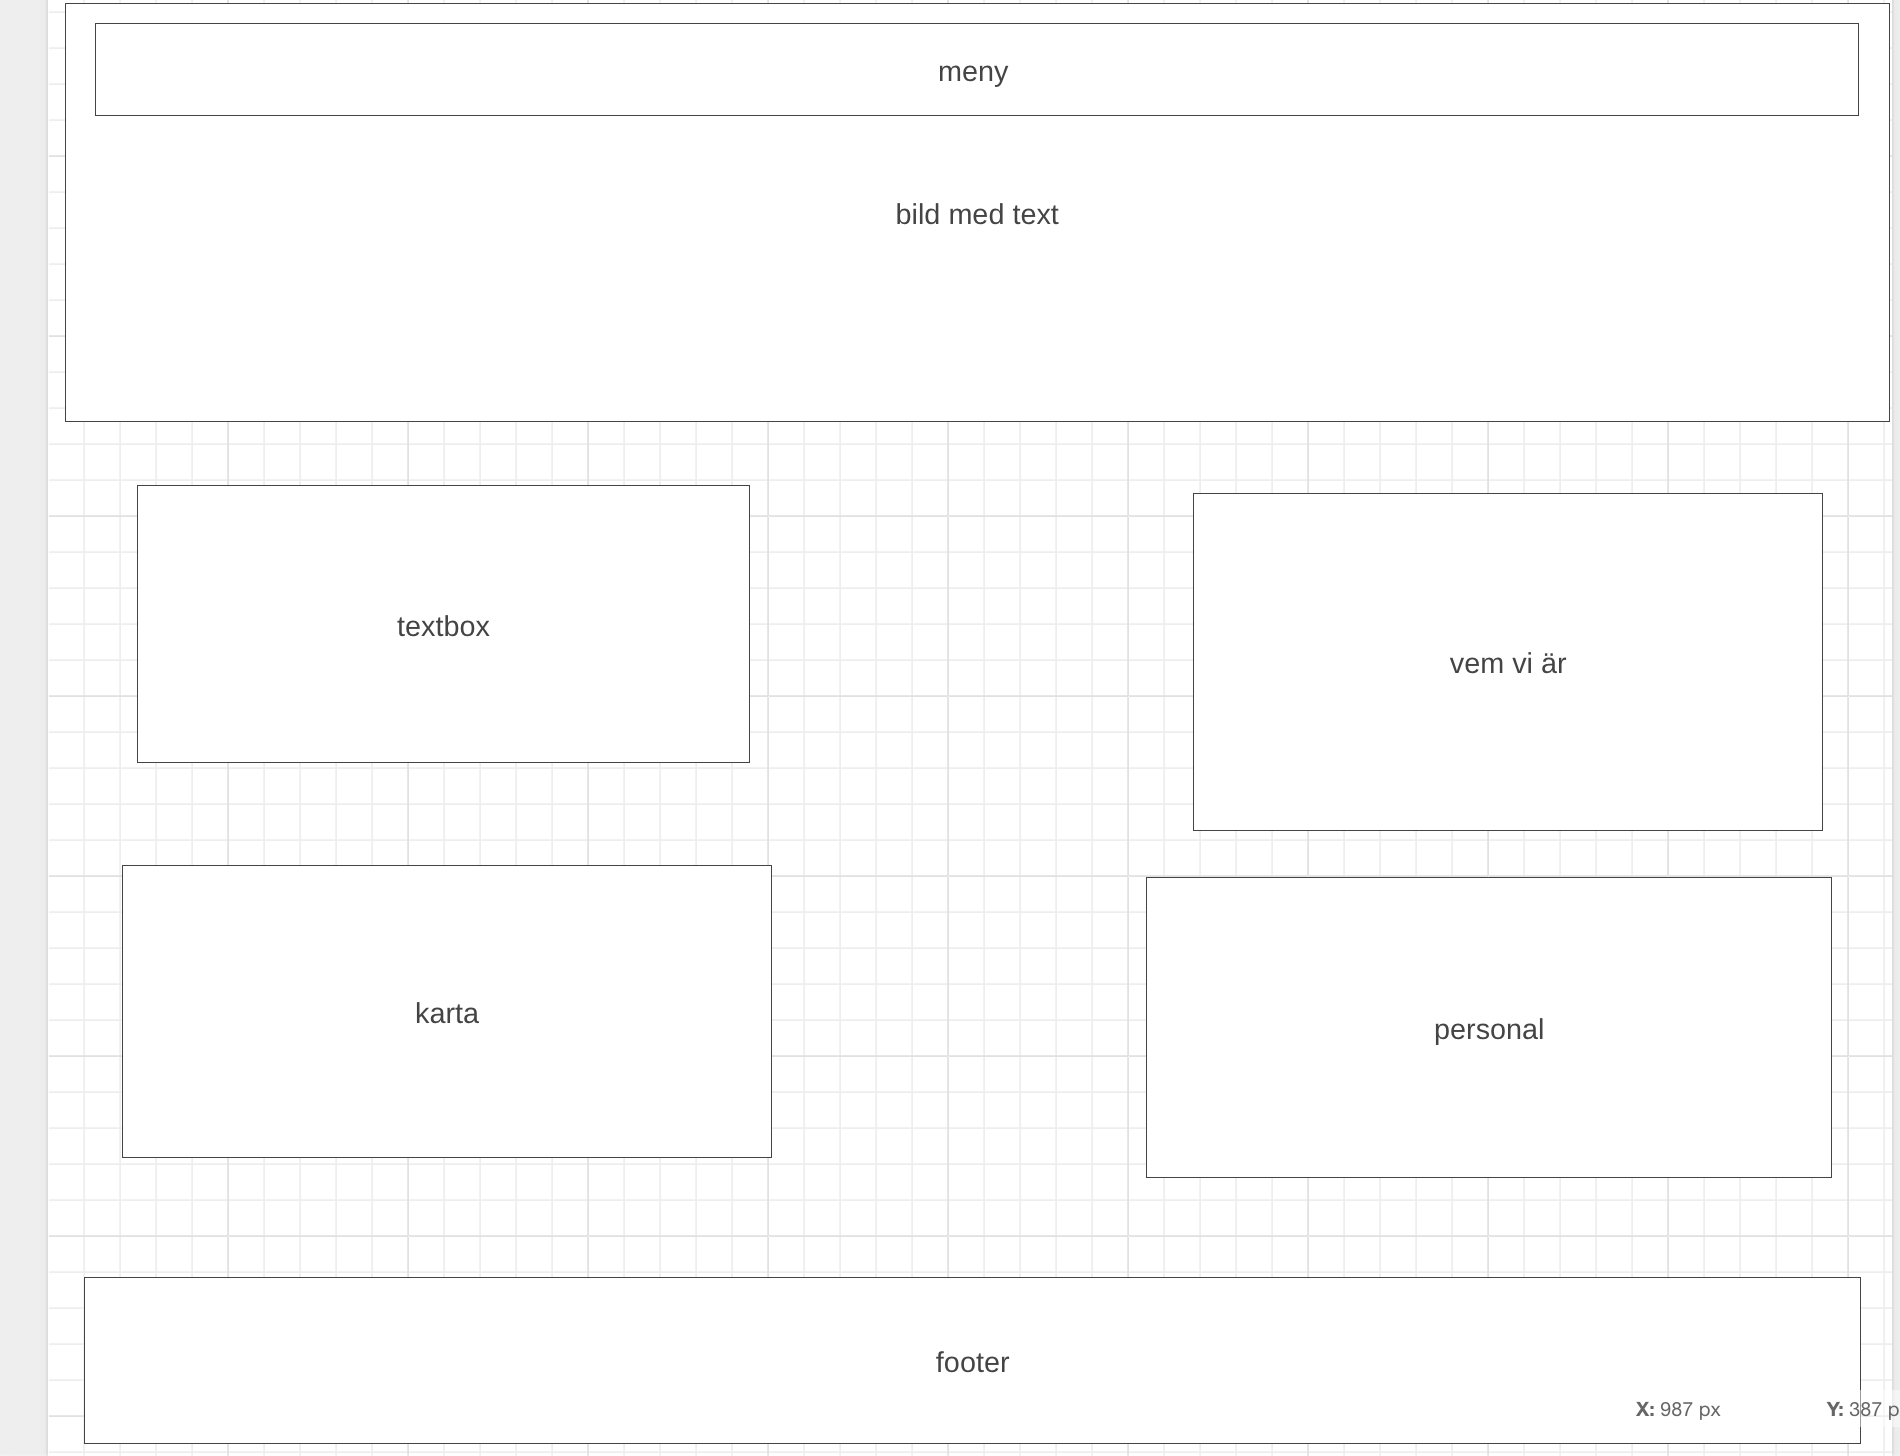 meny
bild med text
textbox
vem vi är
karta
personal
footer
X: 987 px
Y: 387 p